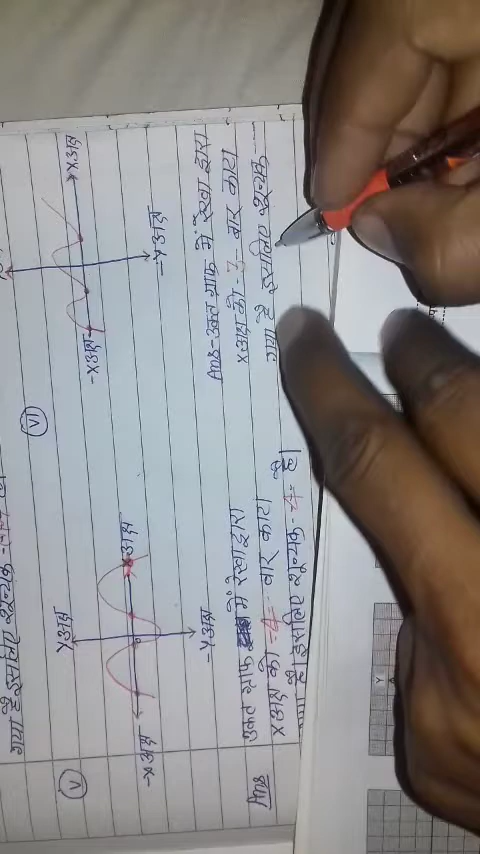 गया है इसलिए शून्यक -
(V)
Y अक्ष
-X अक्ष
X अक्ष
-Y अक्ष
Ans उक्त ग्राफ में रेखा द्वारा
X अक्ष को -4- बार काटा
गया है। इसलिए शून्यक -4- है।
(VI)
-X अक्ष
X अक्ष
-Y अक्ष
Ans - उक्त ग्राफ में रेखा द्वारा
X अक्ष को - 3 - बार काटा
गया है इसलिए शून्यक